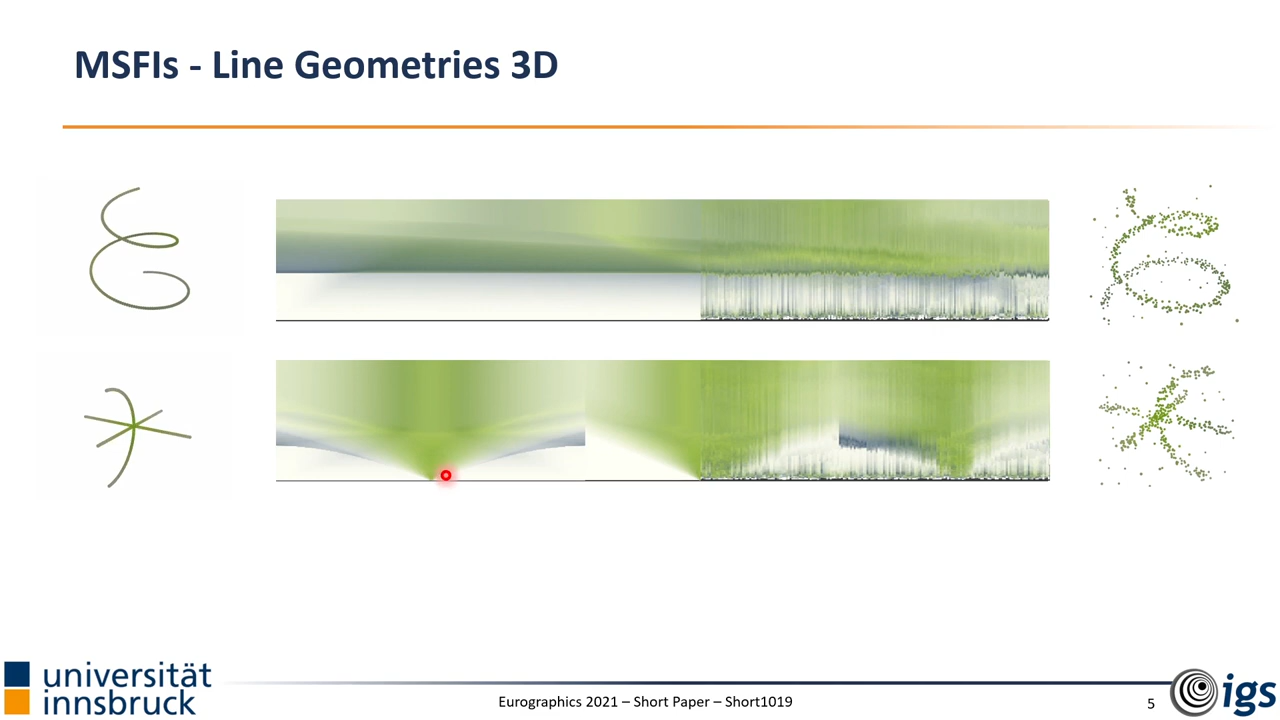 MSFIs - Line Geometries 3D
universität
innsbruck
Eurographics 2021 – Short Paper – Short1019
5
igs